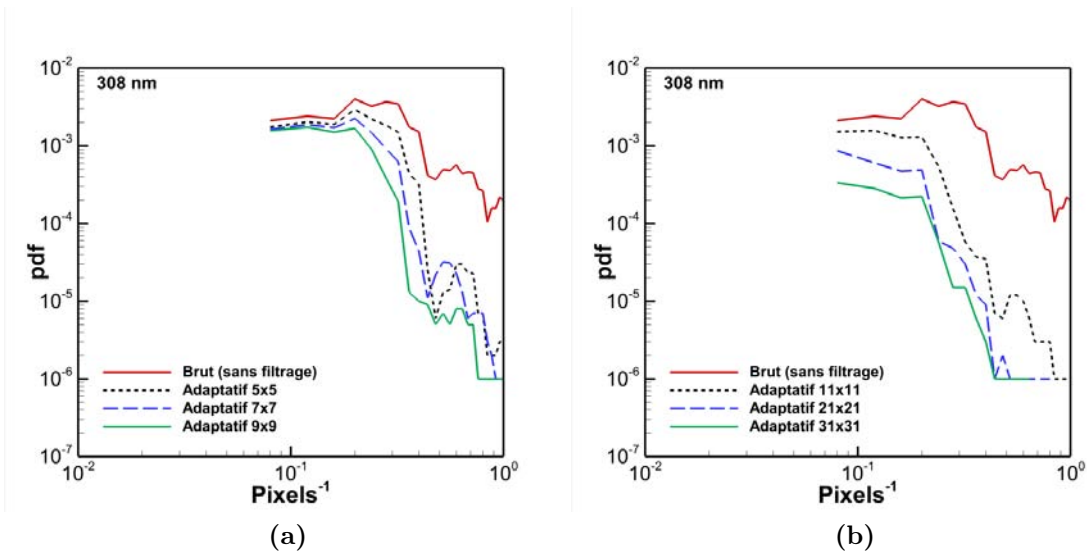 10^-2
308 nm
10^-3
10^-4
pdf
10^-5
10^-6
10^-7
Brut (sans filtrage)
Adaptatif 5x5
Adaptatif 7x7
Adaptatif 9x9
10^-2
10^-1
10^0
Pixels^-1
(a)
10^-2
308 nm
10^-3
10^-4
pdf
10^-5
10^-6
10^-7
Brut (sans filtrage)
Adaptatif 11x11
Adaptatif 21x21
Adaptatif 31x31
10^-2
10^-1
10^0
Pixels^-1
(b)